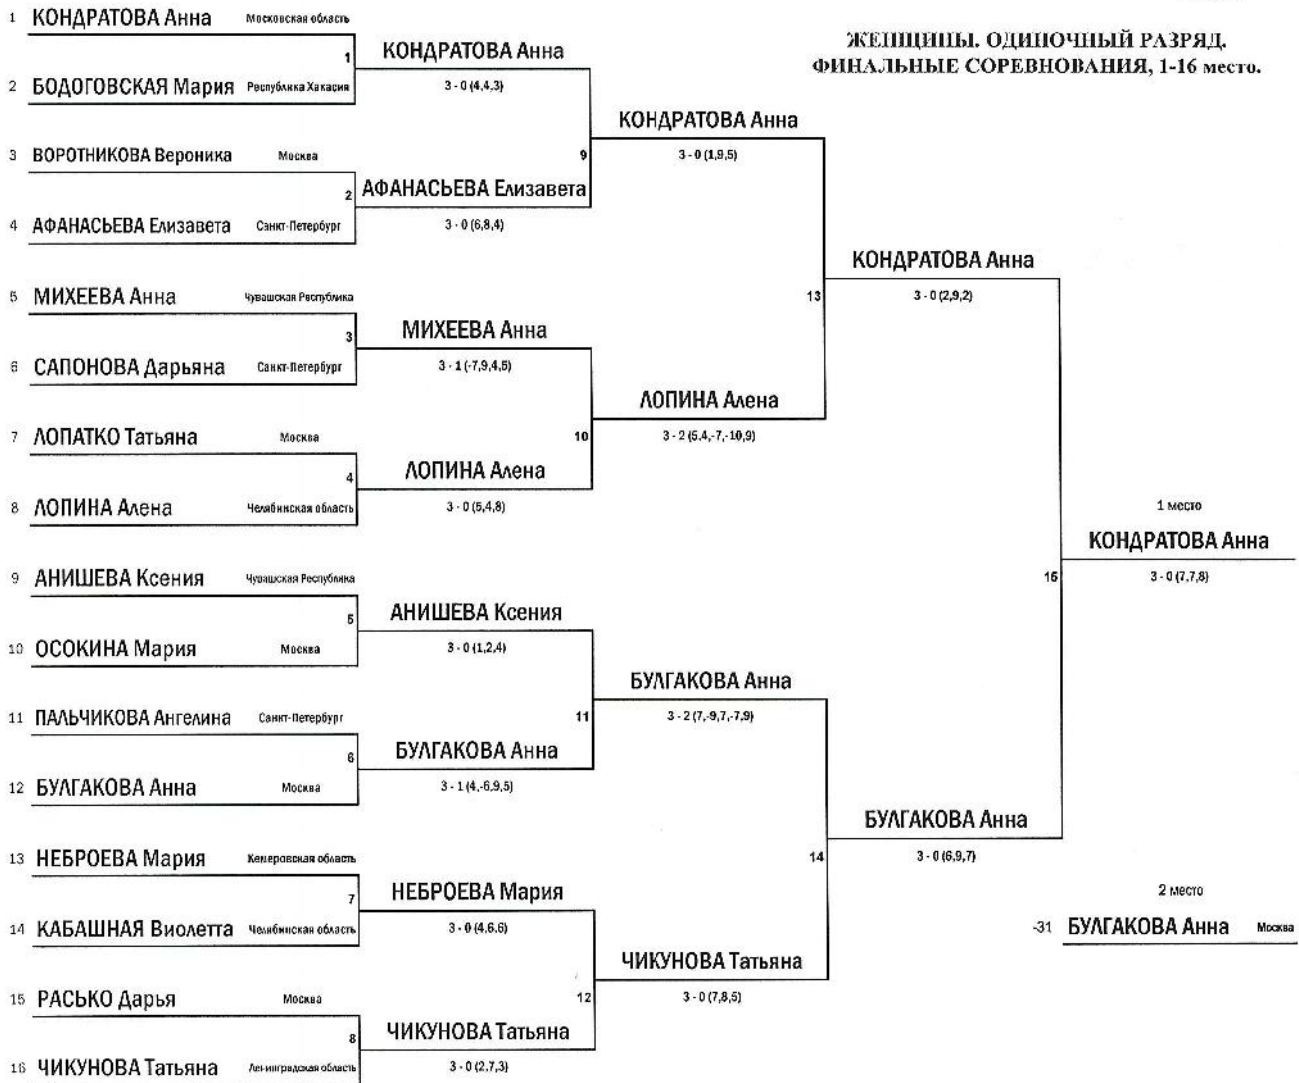 ЖЕНЩИНЫ. ОДИНОЧНЫЙ РАЗРЯД.
ФИНАЛЬНЫЕ СОРЕВНОВАНИЯ, 1-16 место.
1 КОНДРАТОВА Анна Московская область
1 КОНДРАТОВА Анна
2 БОДОГОВСКАЯ Мария Республика Хакасия
3 - 0 (4,4,3)
КОНДРАТОВА Анна
3 ВОРОТНИКОВА Вероника Москва
9 3 - 0 (1,9,5)
2 АФАНАСЬЕВА Елизавета
4 АФАНАСЬЕВА Елизавета Санкт-Петербург
3 - 0 (6,8,4)
КОНДРАТОВА Анна
5 МИХЕЕВА Анна Чувашская Республика
13 3 - 0 (2,9,2)
3 МИХЕЕВА Анна
6 САПОНОВА Дарьяна Санкт-Петербург
3 - 1 (-7,9,4,5)
ЛОПИНА Алена
7 ЛОПАТКО Татьяна Москва
10 3 - 2 (5,4,-7,-10,9)
4 ЛОПИНА Алена
8 ЛОПИНА Алена Челябинская область
3 - 0 (5,4,8)
1 место
КОНДРАТОВА Анна
9 АНИШЕВА Ксения Чувашская Республика
15 3 - 0 (7,7,8)
5 АНИШЕВА Ксения
10 ОСОКИНА Мария Москва
3 - 0 (1,2,4)
БУЛГАКОВА Анна
11 ПАЛЬЧИКОВА Ангелина Санкт-Петербург
11 3 - 2 (7,-9,7,-7,9)
6 БУЛГАКОВА Анна
12 БУЛГАКОВА Анна Москва
3 - 1 (4,-6,9,5)
БУЛГАКОВА Анна
13 НЕБРОЕВА Мария Кемеровская область
14 3 - 0 (6,9,7)
7 НЕБРОЕВА Мария
2 место
14 КАБАШНАЯ Виолетта Челябинская область
3 - 0 (4,6,6)
-31 БУЛГАКОВА Анна Москва
ЧИКУНОВА Татьяна
15 РАСЬКО Дарья Москва
12 3 - 0 (7,8,5)
8 ЧИКУНОВА Татьяна
16 ЧИКУНОВА Татьяна Ленинградская область
3 - 0 (2,7,3)